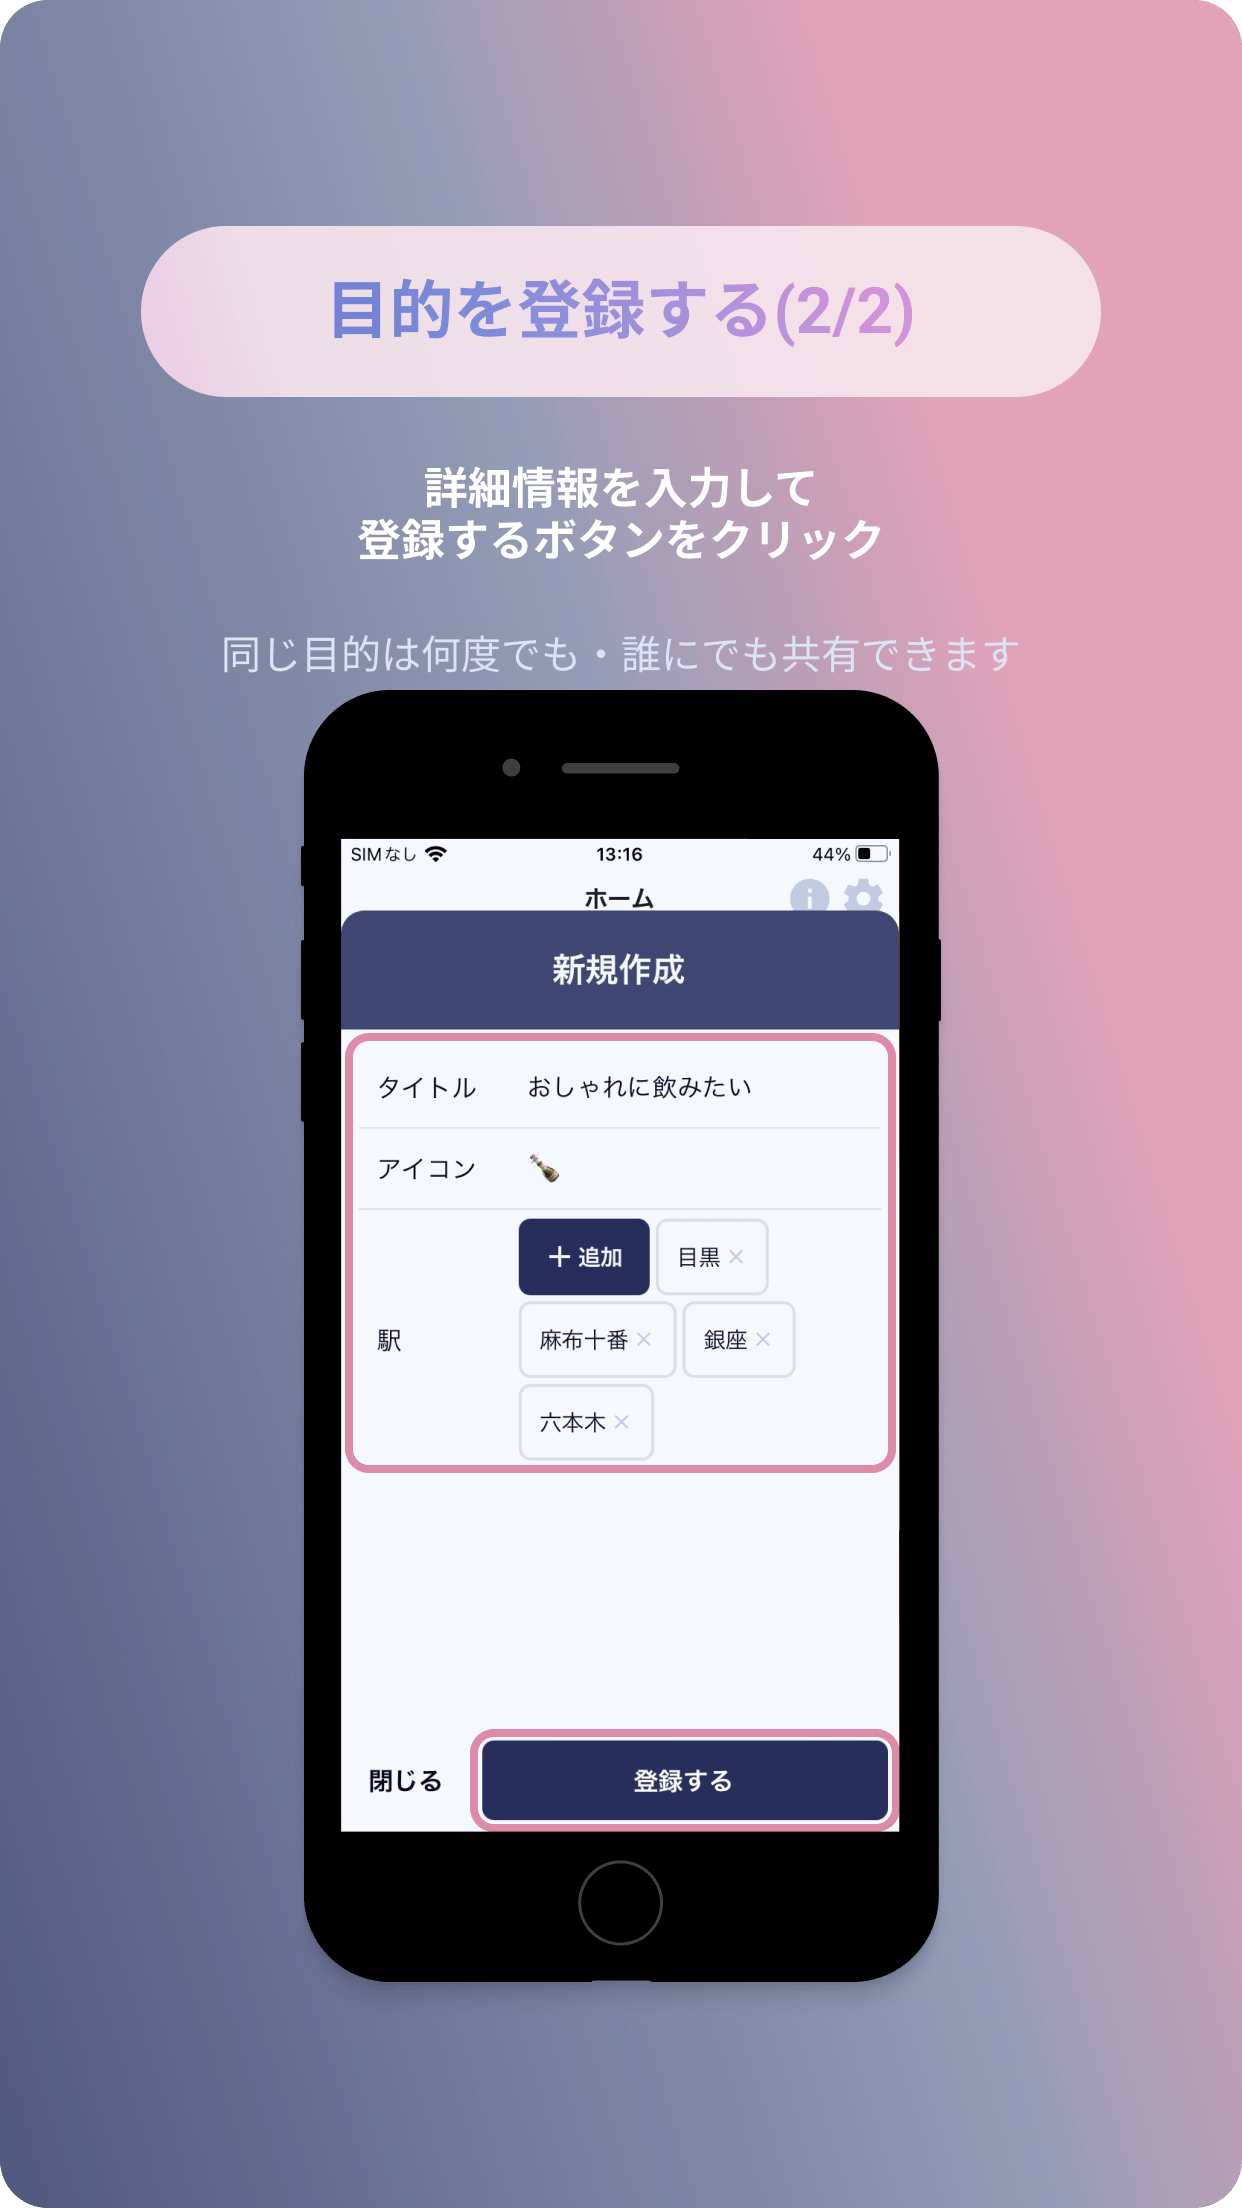 目的を登録する(2/2)
詳細情報を入力して
登録するボタンをクリック
同じ目的は何度でも・誰にでも共有できます
SIMなし 13:16 44%
ホーム
新規作成
タイトル おしゃれに飲みたい
アイコン
駅
＋ 追加 目黒 ×
麻布十番 × 銀座 ×
六本木 ×
閉じる 登録する